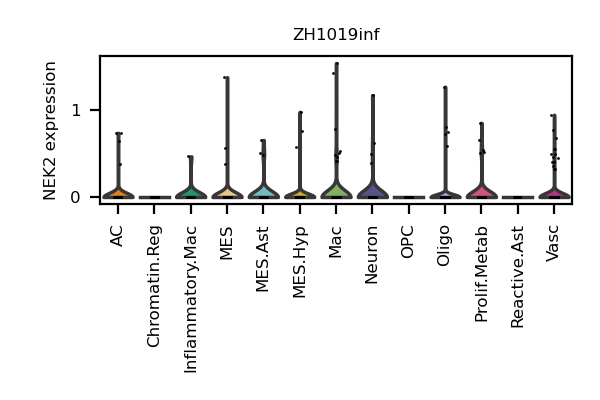 ZH1019inf
NEK2 expression
1
0
AC
Chromatin.Reg
Inflammatory.Mac
MES
MES.Ast
MES.Hyp
Mac
Neuron
OPC
Oligo
Prolif.Metab
Reactive.Ast
Vasc